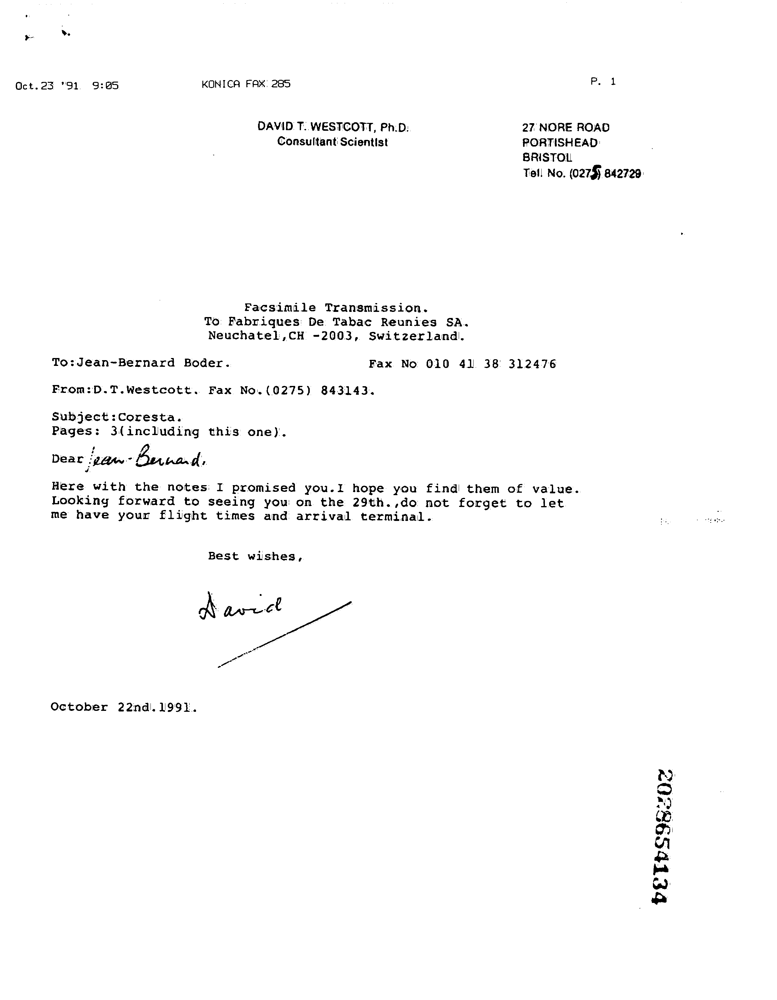 Oct.23 '91 9:05 KONICA FAX 285 P. 1
DAVID T. WESTCOTT, Ph.D.
Consultant Scientist
27 NORE ROAD
PORTISHEAD
BRISTOL
Tel. No. (0275) 842729
Facsimile Transmission.
To Fabriques De Tabac Reunies SA.
Neuchatel,CH -2003, Switzerland.
To:Jean-Bernard Boder. Fax No 010 41 38 312476
From:D.T.Westcott. Fax No.(0275) 843143.
Subject:Coresta.
Pages: 3(including this one).
Dear Jean-Bernard,
Here with the notes I promised you.I hope you find them of value.
Looking forward to seeing you on the 29th.,do not forget to let
me have your flight times and arrival terminal.
Best wishes,
David
October 22nd.1991.
2028654134